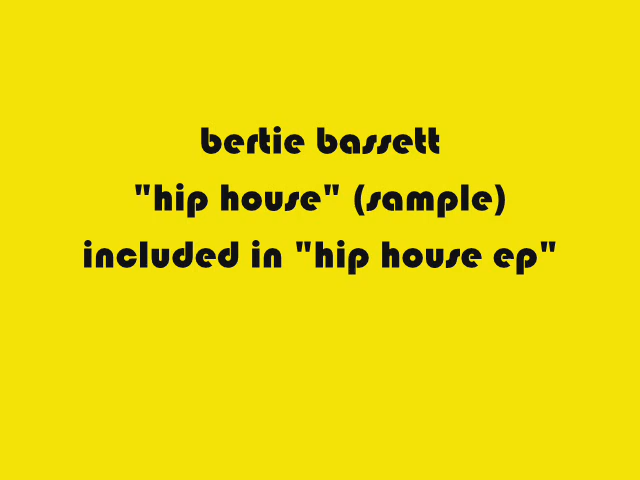 bertie bassett
"hip house" (sample)
included in "hip house ep"